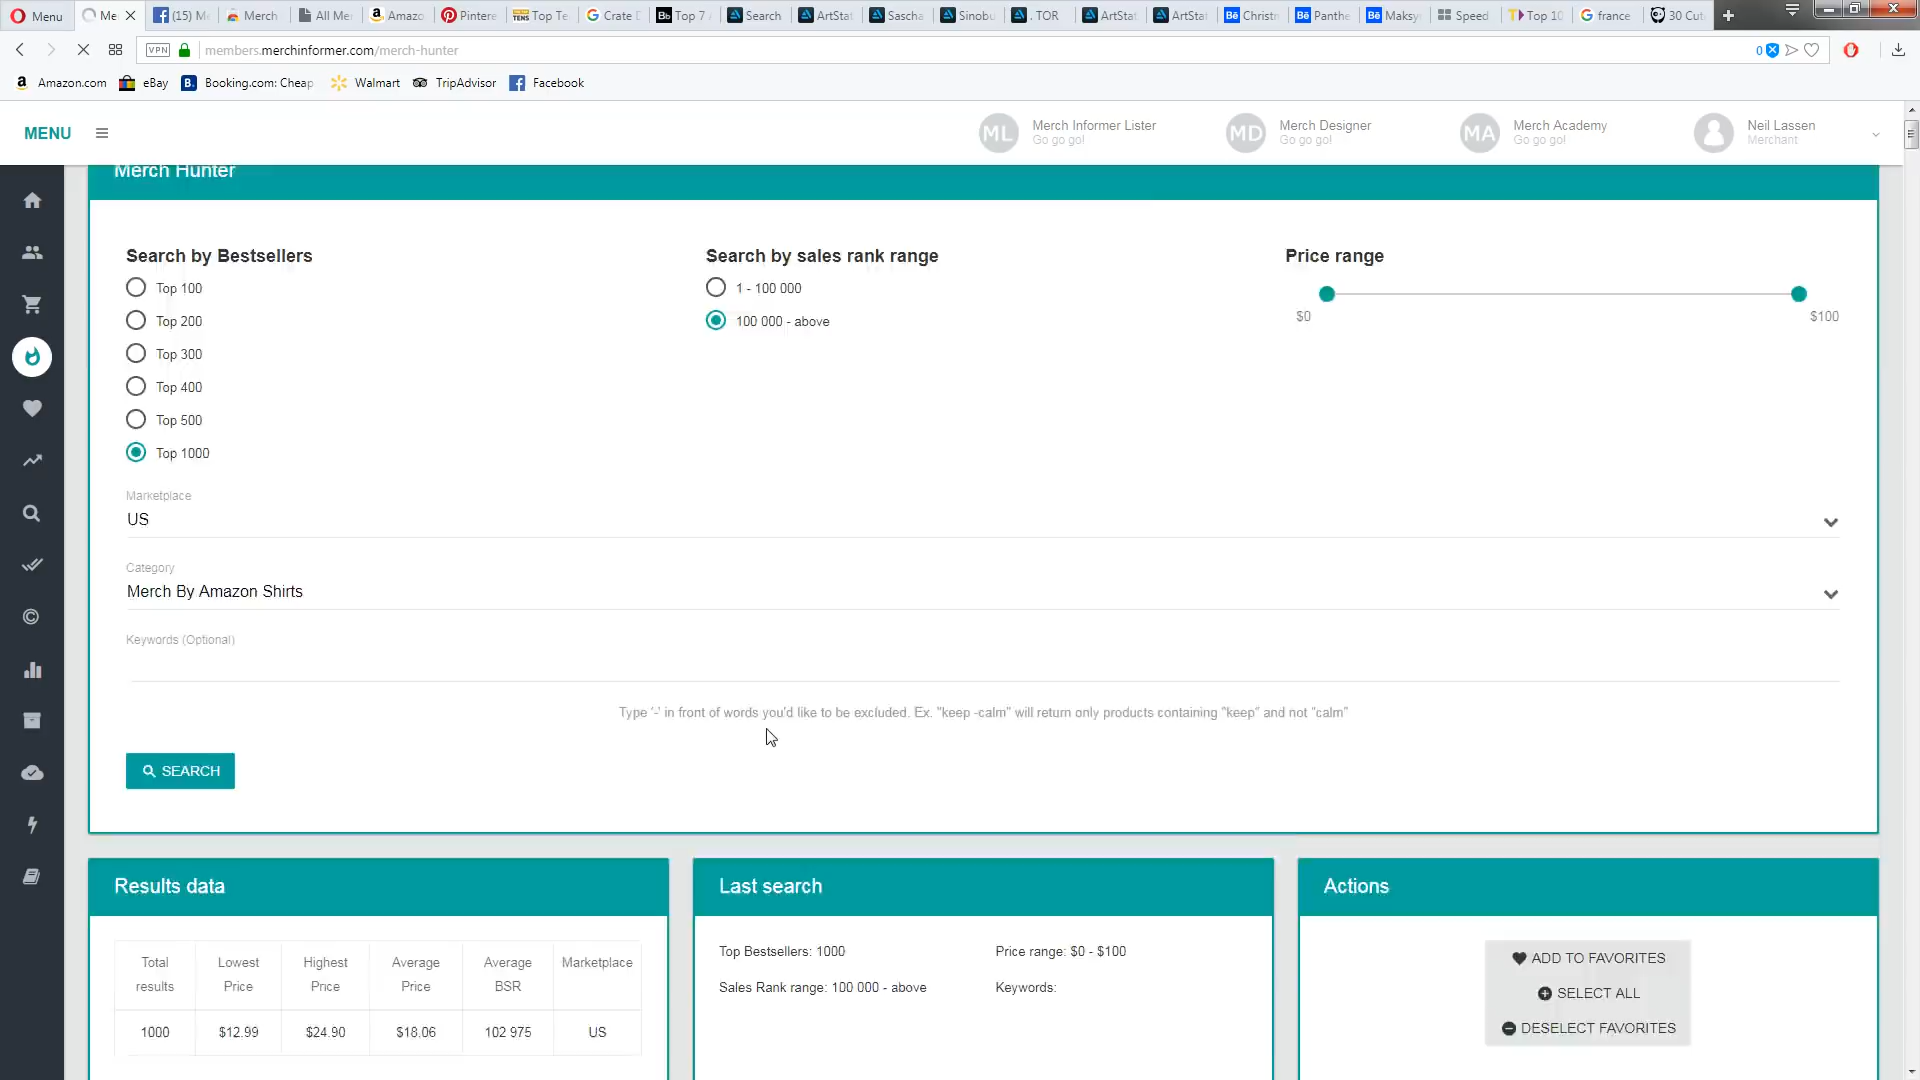 Menu
Me
(15) M
Merch
All Mer
Amazo
Pintere
Top Te
Crate D
Top 7
Search
ArtStat
Sascha
Sinobu
. TOR
ArtStat
ArtStat
Christm
Panthe
Maksy
Speed
Top 10
france
30 Cut
VPN
members.merchinformer.com/merch-hunter
0
Amazon.com
eBay
Booking.com: Cheap
Walmart
TripAdvisor
Facebook
MENU
ML
Merch Informer Lister
Go go go!
MD
Merch Designer
Go go go!
MA
Merch Academy
Go go go!
Neil Lassen
Merchant
Merch Hunter
Search by Bestsellers
Top 100
Top 200
Top 300
Top 400
Top 500
Top 1000
Search by sales rank range
1 - 100 000
100 000 - above
Price range
$0
$100
Marketplace
US
Category
Merch By Amazon Shirts
Keywords (Optional)
Type '-' in front of words you'd like to be excluded. Ex. "keep -calm" will return only products containing "keep" and not "calm"
SEARCH
Results data
Total results
Lowest Price
Highest Price
Average Price
Average BSR
Marketplace
1000
$12.99
$24.90
$18.06
102 975
US
Last search
Top Bestsellers: 1000
Price range: $0 - $100
Sales Rank range: 100 000 - above
Keywords:
Actions
ADD TO FAVORITES
SELECT ALL
DESELECT FAVORITES